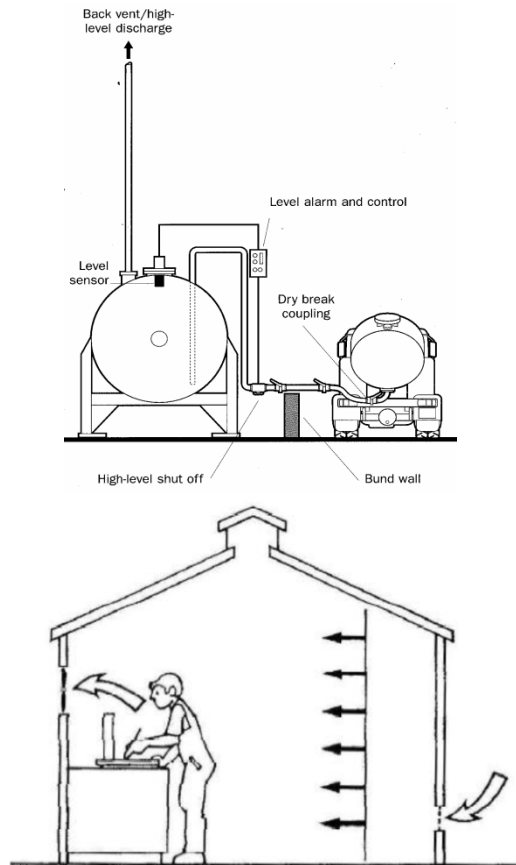 Back vent/high-
level discharge
Level alarm and control
Level
sensor
Dry break
coupling
High-level shut off
Bund wall